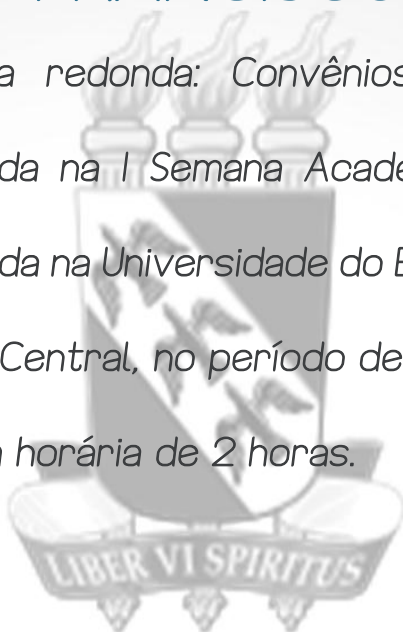 a redonda: Convênios
da na I Semana Acade
da na Universidade do E
Central, no período de
a horária de 2 horas.
LIBER VI SPIRITUS